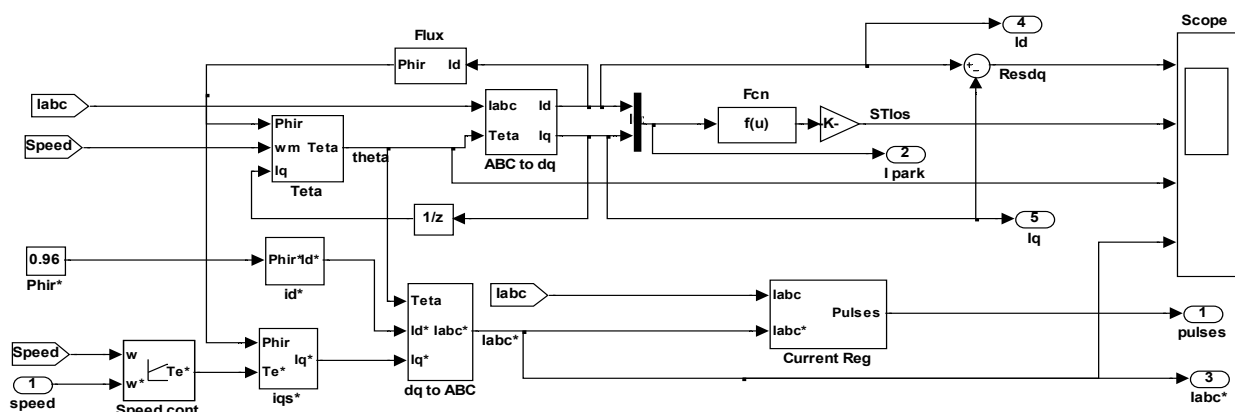 Flux
Phir Id
4
Id
Scope
+
−
Resdq
Iabc
Speed
Phir
wm Teta
Iq
Teta
theta
Iabc Id
Teta Iq
ABC to dq
Fcn
f(u)
-K-
STlos
2
I park
1/z
5
Iq
0.96
Phir*
Phir*Id*
id*
Iabc
Teta
Id* Iabc*
Iq*
dq to ABC
Iabc*
Iabc
Pulses
Iabc*
Current Reg
1
pulses
3
Iabc*
Speed
1
speed
w
Te*
w*
Speed cont
Phir
Iq*
Te*
iqs*